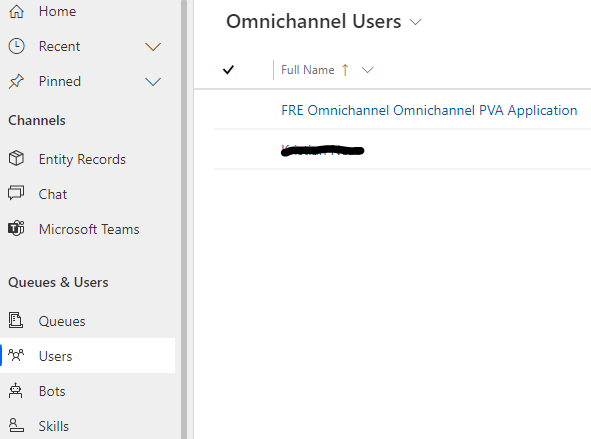 Home
Recent
Pinned
Channels
Entity Records
Chat
Microsoft Teams
Queues & Users
Queues
Users
Bots
Skills
Omnichannel Users
Full Name
FRE Omnichannel Omnichannel PVA Application